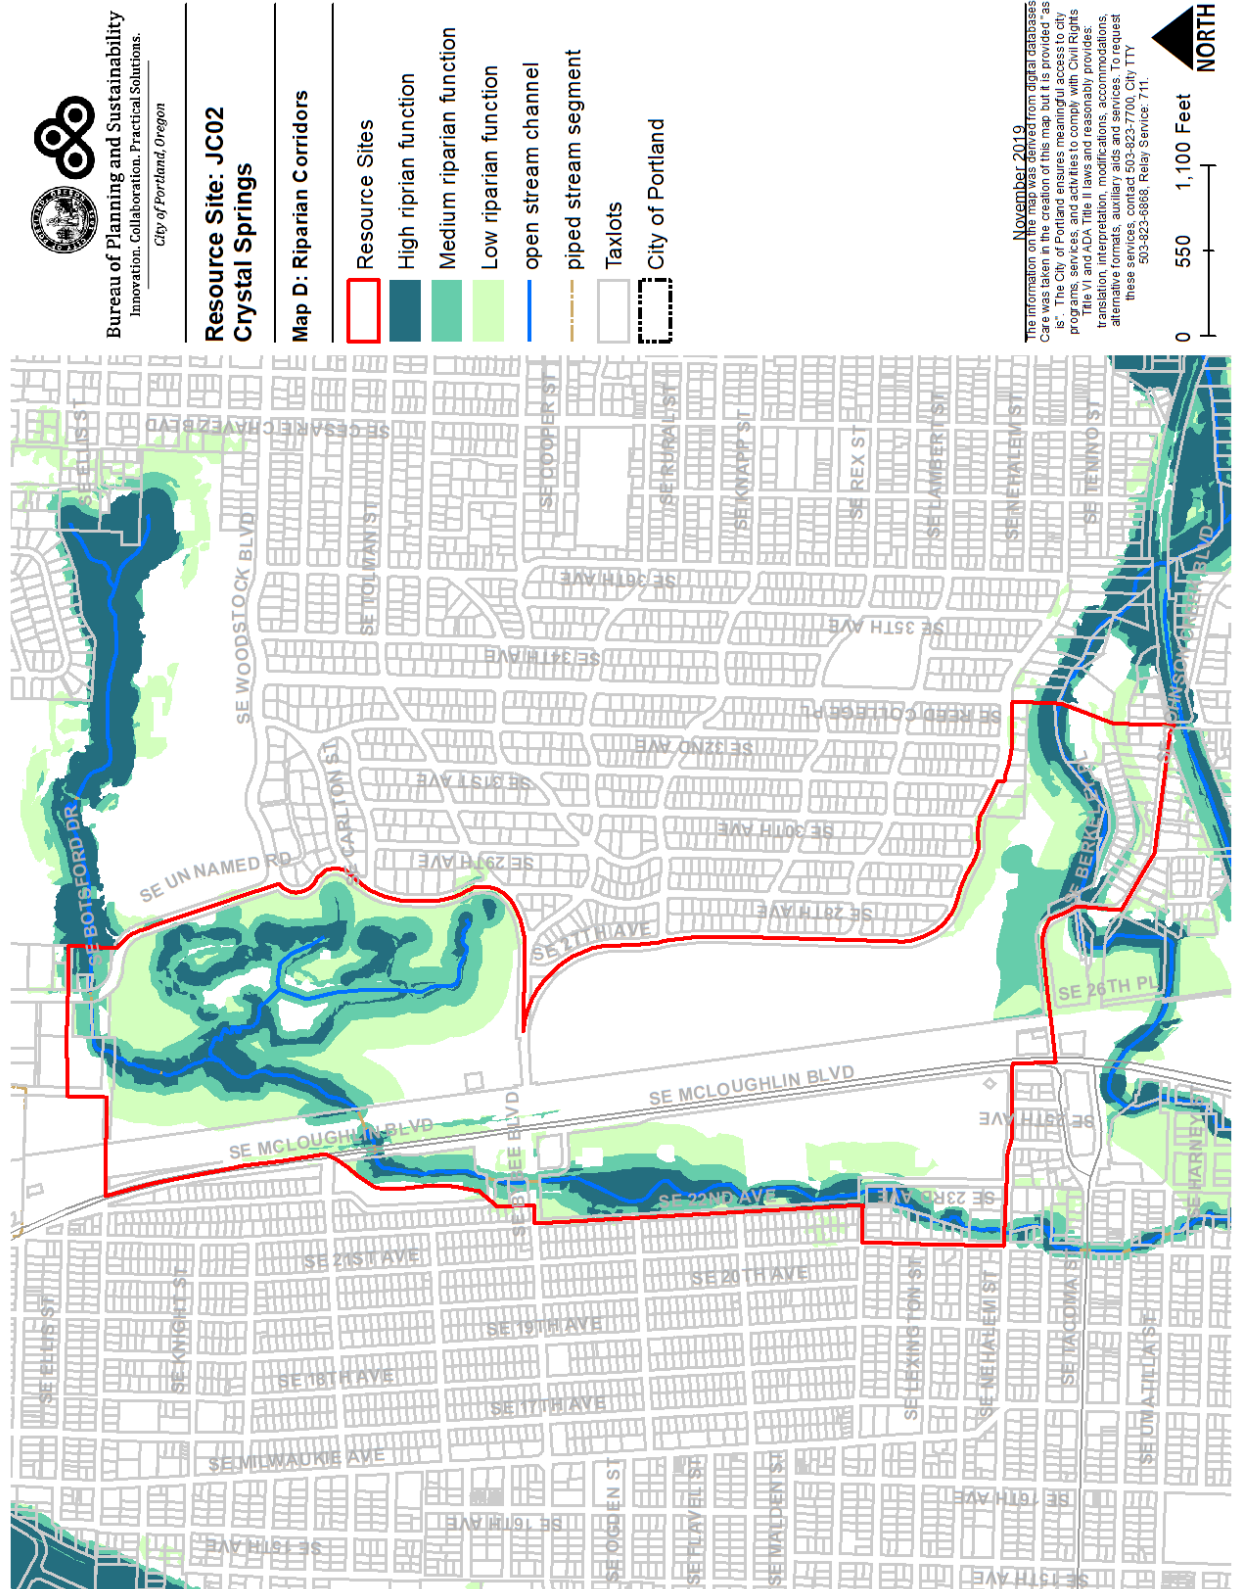 Bureau of Planning and Sustainability
Innovation. Collaboration. Practical Solutions.
City of Portland, Oregon
Resource Site: JC02
Crystal Springs
Map D: Riparian Corridors
Resource Sites
High riprian function
Medium riparian function
Low riparian function
open stream channel
piped stream segment
Taxlots
City of Portland
November 2019
The information on the map was derived from digital databases
Care was taken in the creation of this map but it is provided "as
is". The City of Portland ensures meaningful access to city
programs, services, and activities to comply with Civil Rights
Title VI and ADA Title II laws and reasonably provides:
translation, interpretation, modifications, accommodations,
alternative formats, auxiliary aids and services. To request
these services, contact 503-823-7700, City TTY
503-823-6868, Relay Service: 711.
0 550 1,100 Feet
NORTH
SE ELLIS ST
SE CESAR E CHAVEZ BLVD
SE WOODSTOCK BLVD
SE TOLMAN ST
SE COOPER ST
SE RURAL ST
SE KNAPP ST
SE REX ST
SE LAMBERT ST
SE NEHALEM ST
SE TENINO ST
SE 36TH AVE
SE 35TH AVE
SE 34TH AVE
SE REED COLLEGE PL
SE 32ND AVE
SE 31ST AVE
SE CARLTON ST
SE 30TH AVE
SE 29TH AVE
SE 28TH AVE
SE 27TH AVE
SE BOTSFORD DR
SE UN NAMED RD
SE 26TH PL
SE MCLOUGHLIN BLVD
SE MCLOUGHLIN BLVD
SE 25TH AVE
SE HARNEY
SE 23RD AVE
SE 22ND AVE
SE 21ST AVE
SE 20TH AVE
SE 19TH AVE
SE 18TH AVE
SE 17TH AVE
SE MILWAUKIE AVE
SE 16TH AVE
SE 16TH AVE
SE 15TH AVE
SE 15TH AVE
SE ELLIS ST
SE KNIGHT ST
SE LEXINGTON ST
SE NEHALEM ST
SE TACOMA ST
SE UMATILLA ST
SE OGDEN ST
SE FLAVEL ST
SE MALDEN ST